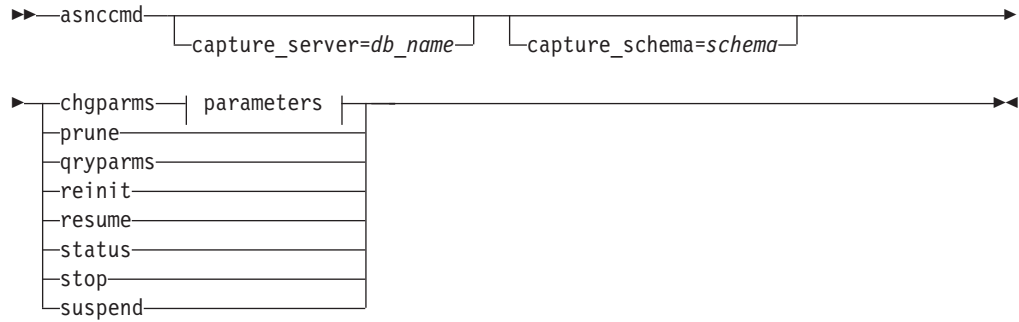 asnccmd
capture_server=db_name capture_schema=schema
chgparms parameters
prune
qryparms
reinit
resume
status
stop
suspend